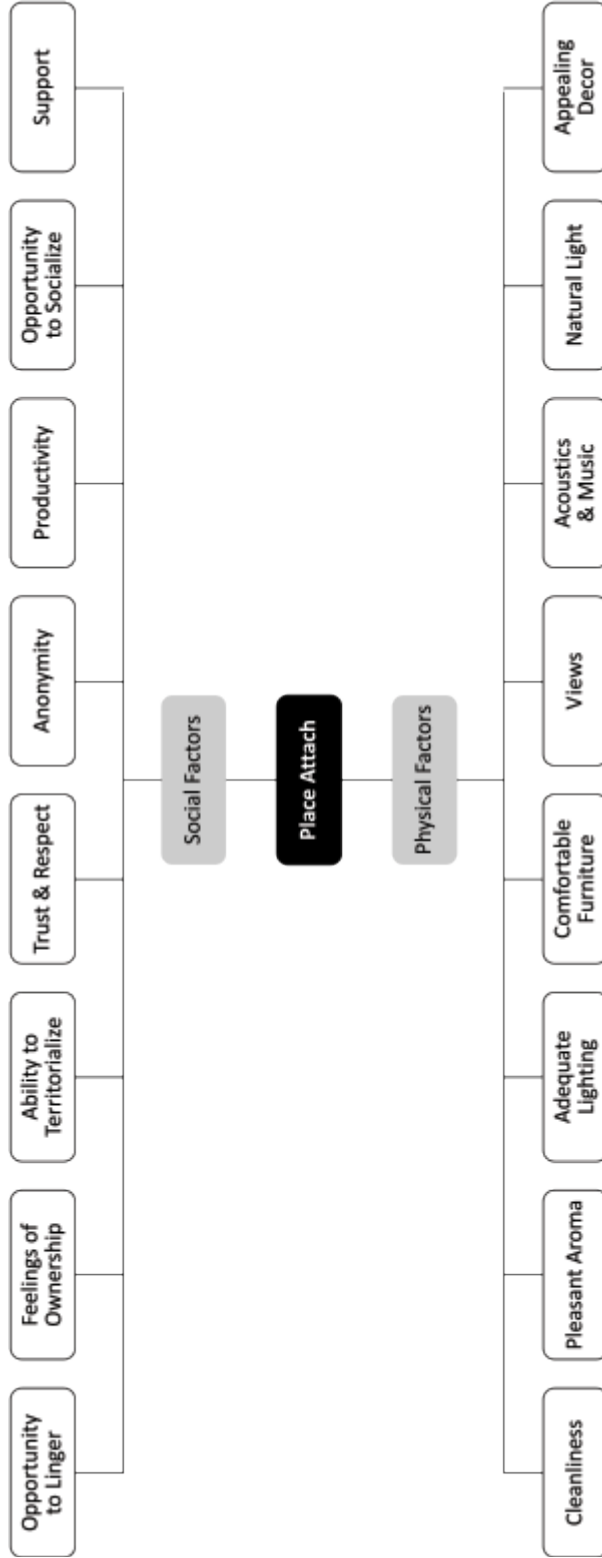 Opportunity
to Linger
Feelings of
Ownership
Ability to
Territorialize
Trust & Respect
Anonymity
Productivity
Opportunity
to Socialize
Support
Social Factors
Place Attach
Physical Factors
Cleanliness
Pleasant Aroma
Adequate
Lighting
Comfortable
Furniture
Views
Acoustics
& Music
Natural Light
Appealing
Decor